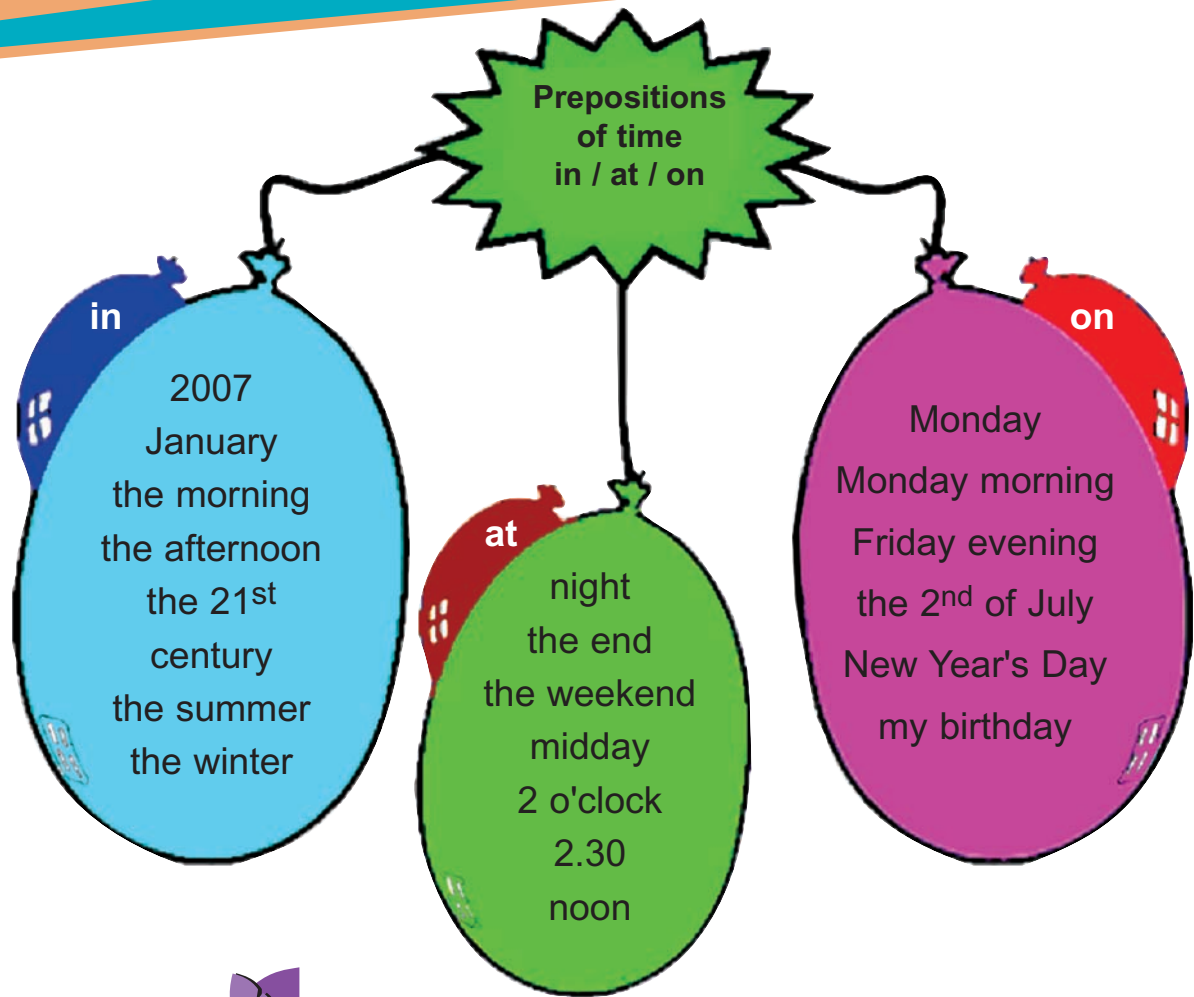 Prepositions
of time
in / at / on
in
2007
January
the morning
the afternoon
the 21st
century
the summer
the winter
at
night
the end
the weekend
midday
2 o'clock
2.30
noon
on
Monday
Monday morning
Friday evening
the 2nd of July
New Year's Day
my birthday